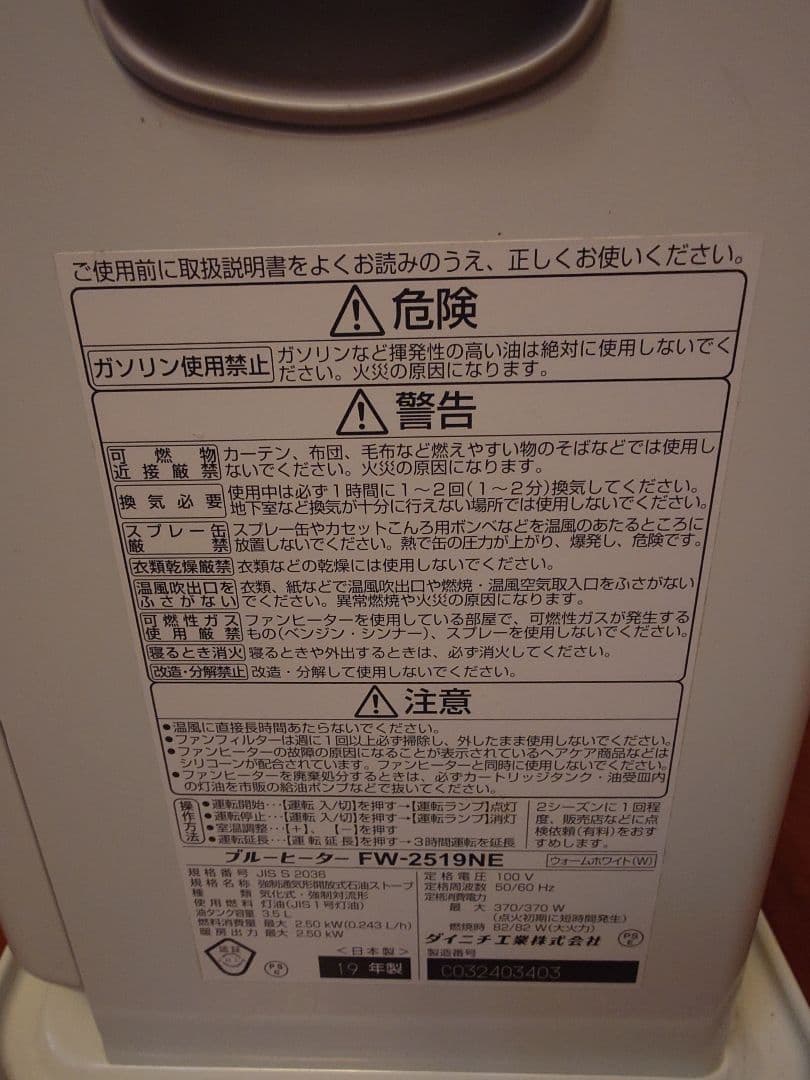 ご使用前に取扱説明書をよくお読みのうえ、正しくお使いください。
危険
ガソリン使用禁止 ガソリンなど揮発性の高い油は絶対に使用しないでく
ださい。火災の原因になります。
警告
可燃物 カーテン、布団、毛布など燃えやすい物のそばなどでは使用し
近接厳禁 ないでください。火災の原因になります。
換気必要 使用中は必ず1時間に1～2回(1～2分)換気してください。
地下室など換気が十分に行えない場所では使用しないでください。
スプレー缶 スプレー缶やカセットこんろ用ボンベなどを温風のあたるところに
厳禁 放置しないでください。熱で缶の圧力が上がり、爆発し、危険です。
衣類乾燥厳禁 衣類などの乾燥には使用しないでください。
温風吹出口を 衣類、紙などで温風吹出口や燃焼・温風空気取入口をふさがない
ふさがない でください。異常燃焼や火災の原因になります。
可燃性ガス ファンヒーターを使用している部屋で、可燃性ガスが発生する
使用厳禁 もの(ベンジン・シンナー)、スプレーを使用しないでください。
寝るとき消火 寝るときや外出するときは、必ず消火してください。
改造・分解禁止 改造・分解して使用しないでください。
注意
●温風に直接長時間あたらないでください。
●ファンフィルターは週に1回以上必ず掃除し、外したまま使用しないでください。
●ファンヒーターの故障の原因になることが表示されているヘアケア商品などは
シリコーンが配合されています。ファンヒーターと同時に使用しないでください。
●ファンヒーターを廃棄処分するときは、必ずカートリッジタンク・油受皿内
の灯油を市販の給油ポンプなどで抜いてください。
操作方法
●運転開始…【運転 入/切】を押す→【運転ランプ】点灯
●運転停止…【運転 入/切】を押す→【運転ランプ】消灯
●室温調整…【＋】、【－】を押す
●運転延長…【運転延長】を押す→3時間運転を延長
2シーズンに1回程
度、販売店などに点
検依頼(有料)をおす
すめします。
ブルーヒーター FW-2519NE ウォームホワイト(W)
規格番号 JIS S 2036
規格名称 強制通気形開放式石油ストーブ
種類 気化式・強制対流形
使用燃料 灯油(JIS1号灯油)
油タンク容量 3.5L
燃料消費量 最大 2.50kW(0.243L/h)
暖房出力 最大 2.50kW
<日本製>
PS
C
19 年製
定格電圧 100V
定格周波数 50/60Hz
定格消費電力
最大 370/370W
(点火初期に短時間発生)
燃焼時 82/82W(大火力)
ダイニチ工業株式会社
PS
E
製造番号
C032403403